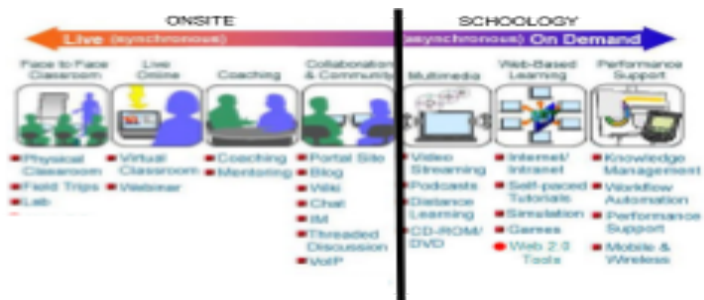 ONSITE
SCHOOLOGY
Live (synchronous)
(asynchronous) On Demand
Face to Face
Classroom
Live
Online
Coaching
Collaboration
& Community
Multimedia
Web-Based
Learning
Performance
Support
Physical
Classroom
Field Trips
Lab
Virtual
Classroom
Webinar
Coaching
Mentoring
Portal Site
Blog
Wiki
Chat
IM
Threaded
Discussion
VoIP
Video
Streaming
Podcasts
Distance
Learning
CD-ROM/
DVD
Internet/
Intranet
Self-paced
Tutorials
Simulation
Games
Web 2.0
Tools
Knowledge
Management
Workflow
Automation
Performance
Support
Mobile &
Wireless